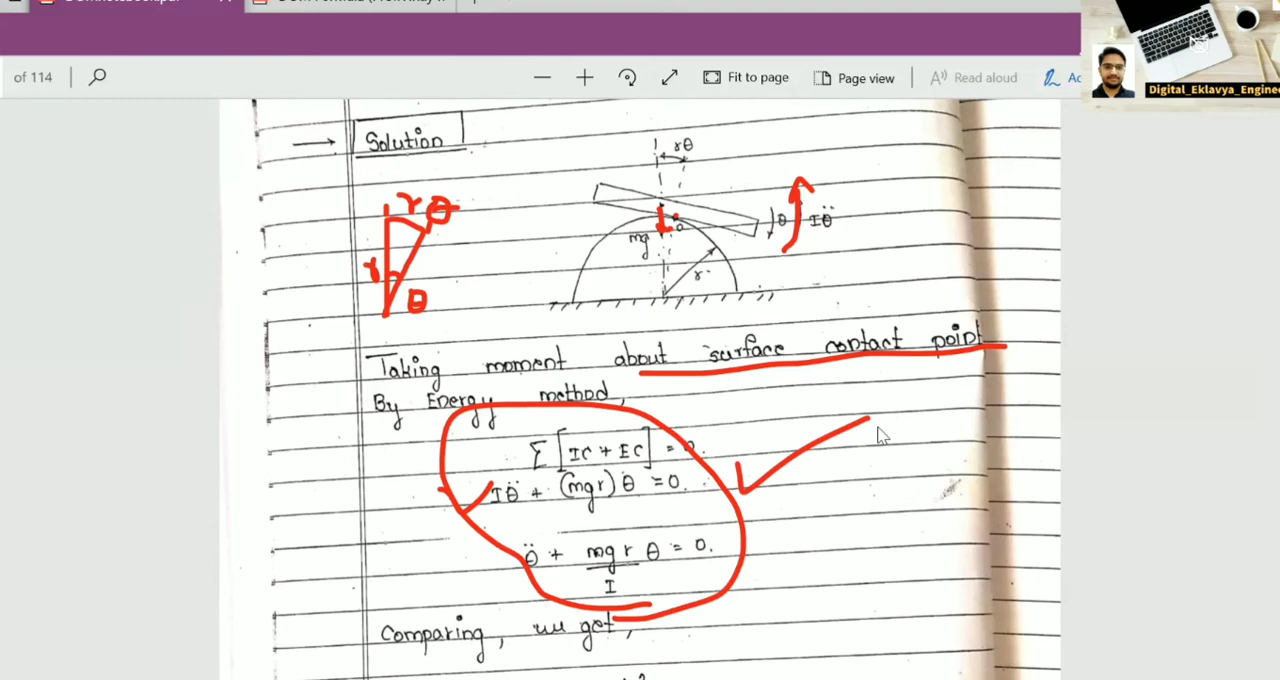 of 114
Fit to page
Page view
Read aloud
Digital_Eklavya_Engine
→ Solution
rθ
rθ
r
θ
mg
θ
Iθ̈
r
Taking moment about surface contact point
By Energy method,
Σ [IC + EC] = 0.
Iθ̈ + (mgr) θ = 0.
θ̈ + mgr/I θ = 0.
Comparing, we get,